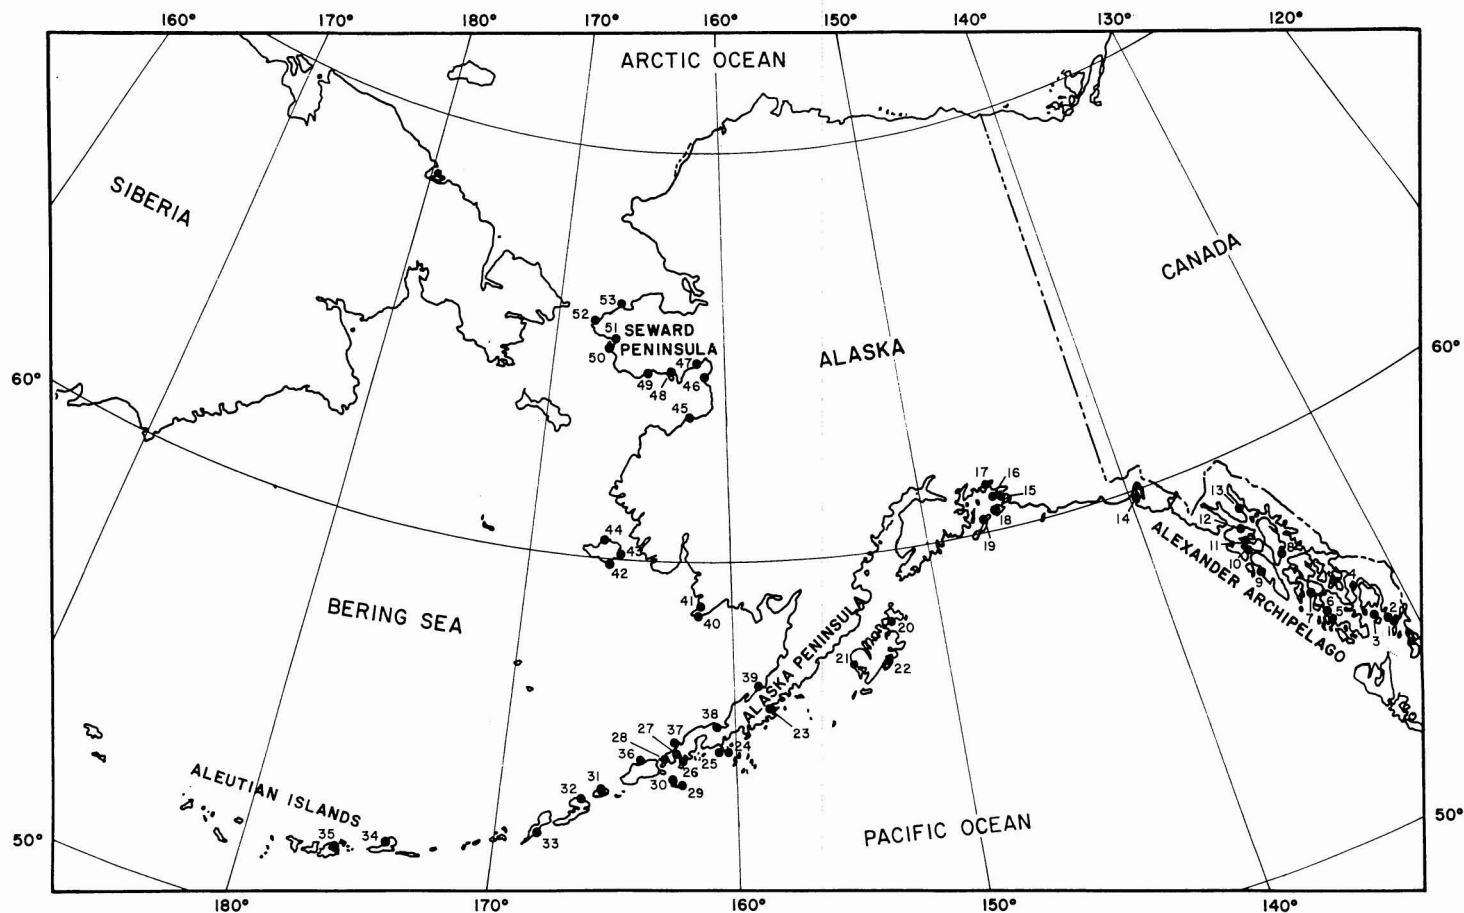 160° 170° 180° 170° 160° 150° 140° 130° 120°
ARCTIC OCEAN
SIBERIA
CANADA
53
52
51 SEWARD
50 PENINSULA
ALASKA
47
49 48 46
45
60° 60°
17 16 15
18
19
14
13
12
11
10
9
8
4
6
7 5
3
2
1
ALEXANDER ARCHIPELAGO
44
43
42
41
40
BERING SEA
ALASKA PENINSULA
20
21 22
39
38
23
37
27
28
36
26
25 24
30 29
31
32
33
34
35
ALEUTIAN ISLANDS
PACIFIC OCEAN
50° 50°
180° 170° 160° 150° 140°